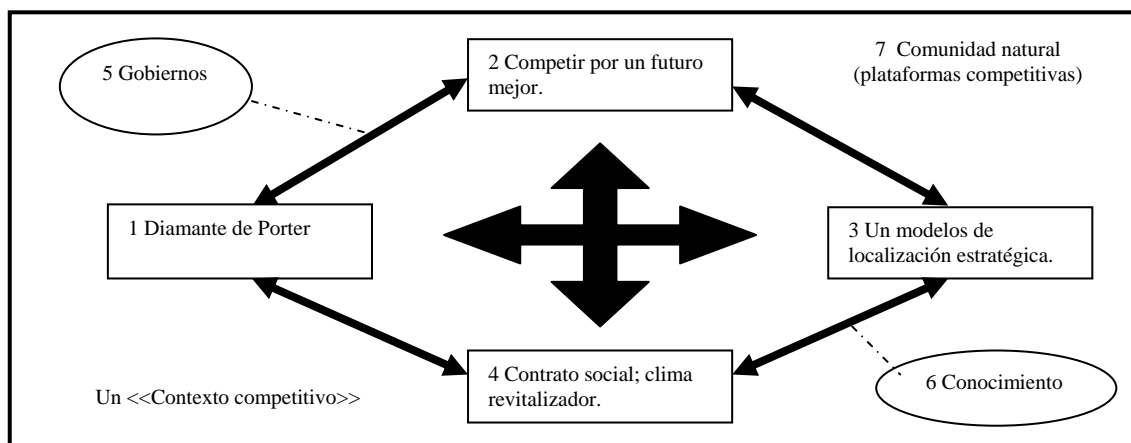 5 Gobiernos
2 Competir por un futuro
mejor.
7 Comunidad natural
(plataformas competitivas)
1 Diamante de Porter
3 Un modelos de
localización estratégica.
4 Contrato social; clima
revitalizador.
Un <<Contexto competitivo>>
6 Conocimiento